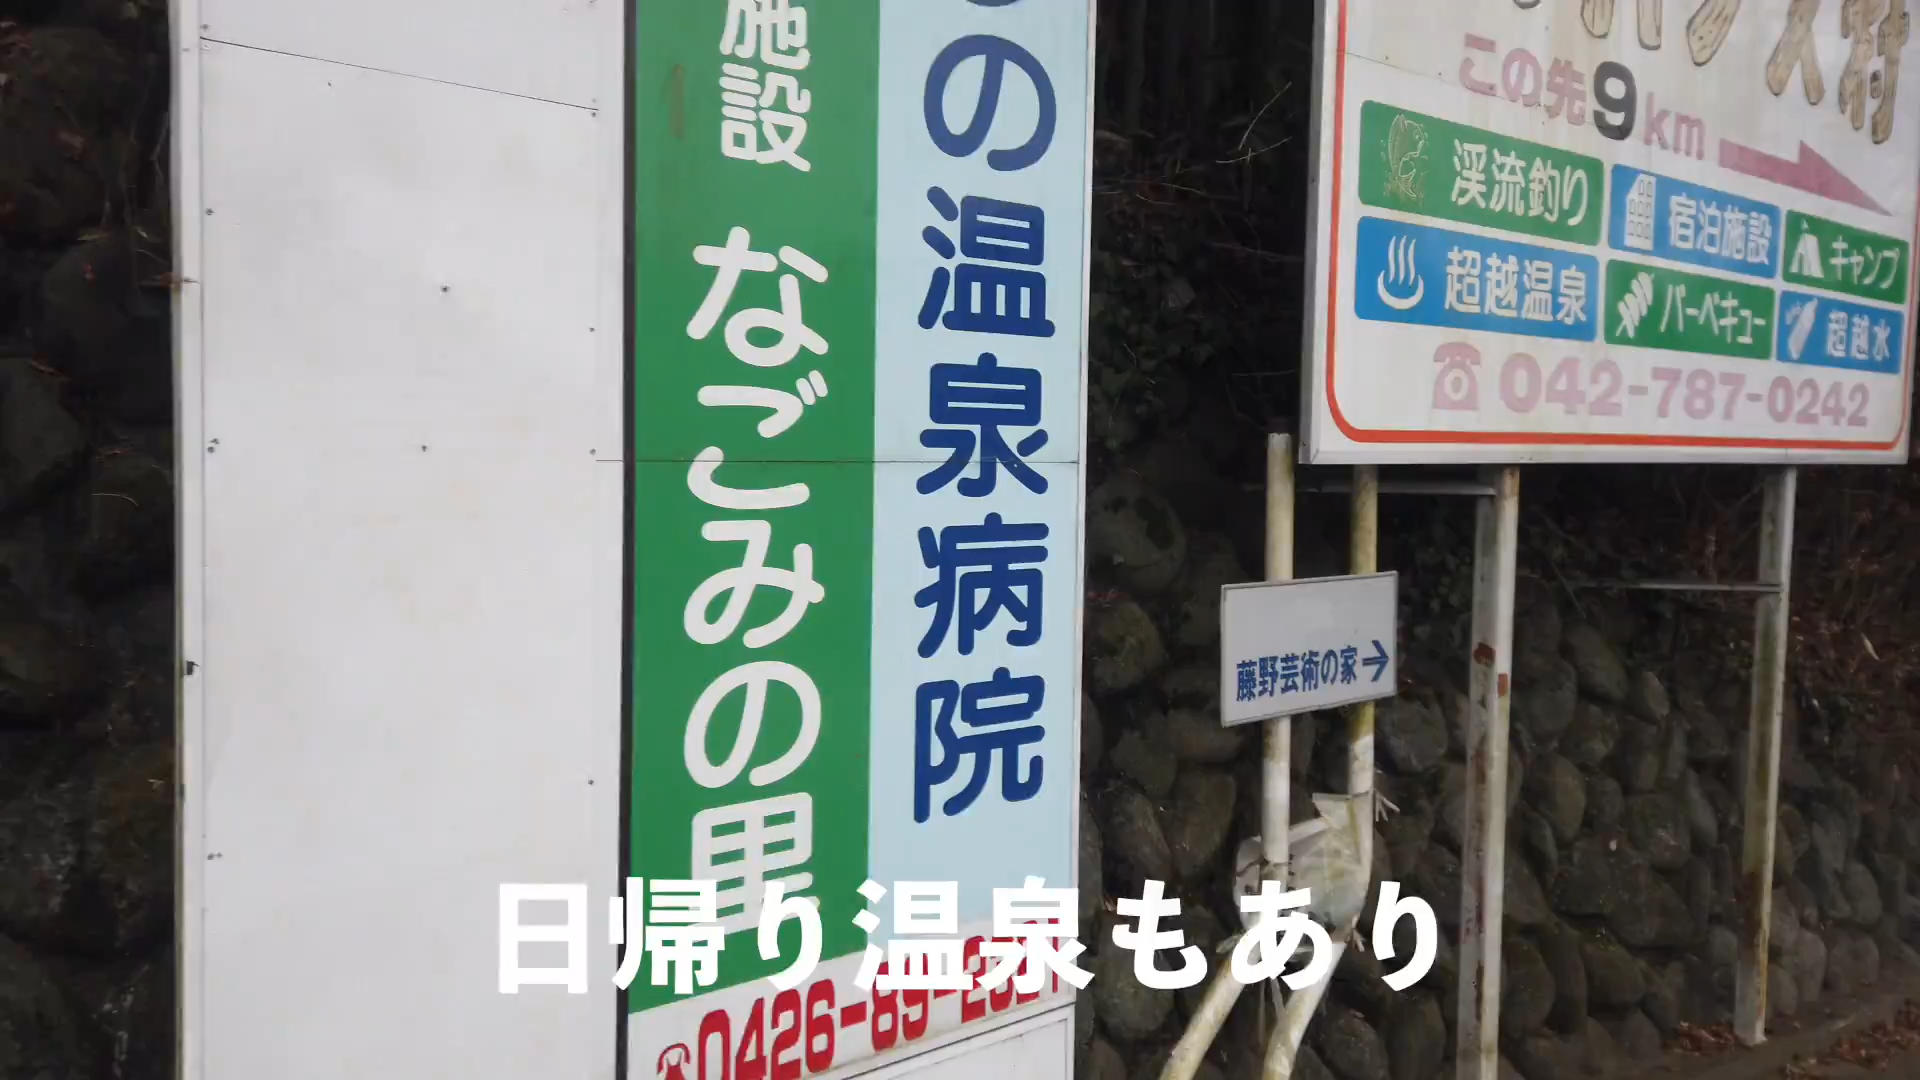 施設 なごみの里
の温泉病院
この先9km
渓流釣り
宿泊施設
キャンプ
超越温泉
バーベキュー
超越水
☎042-787-0242
藤野芸術の家→
日帰り温泉もあり
☎0426-89-2321